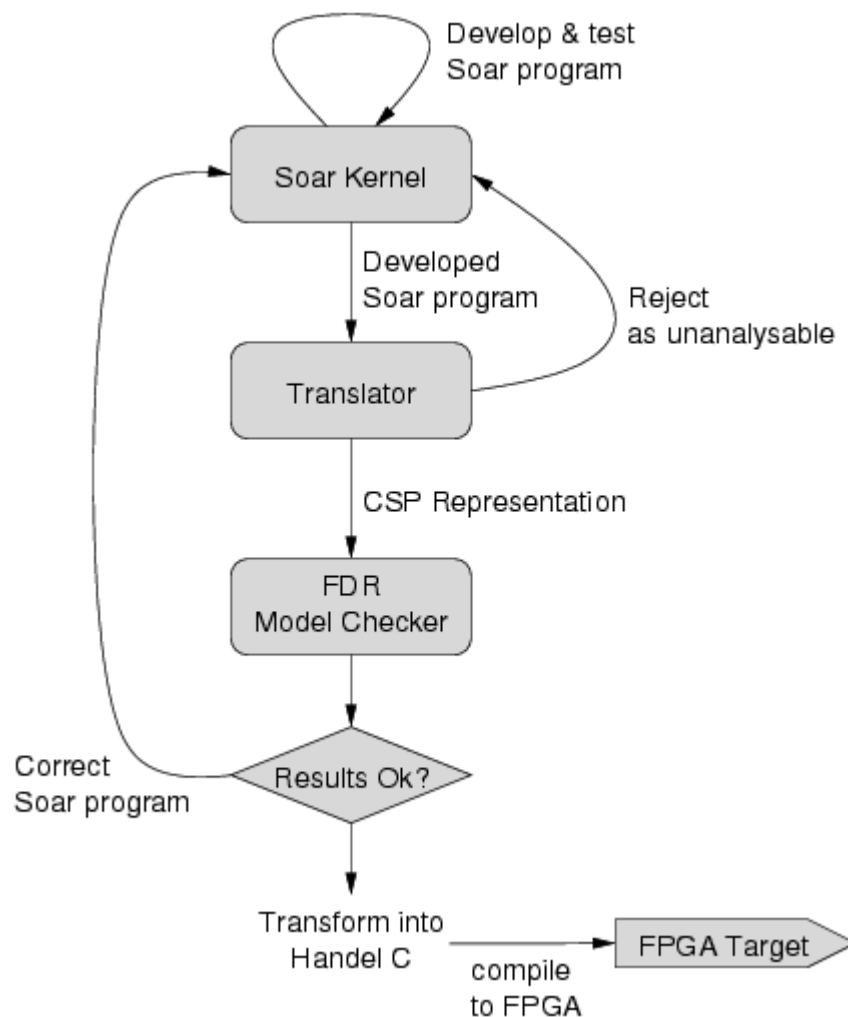 Develop & test
Soar program
Soar Kernel
Developed
Soar program
Reject
as unanalysable
Translator
CSP Representation
FDR
Model Checker
Correct
Soar program
Results Ok?
Transform into
Handel C
compile
to FPGA
FPGA Target